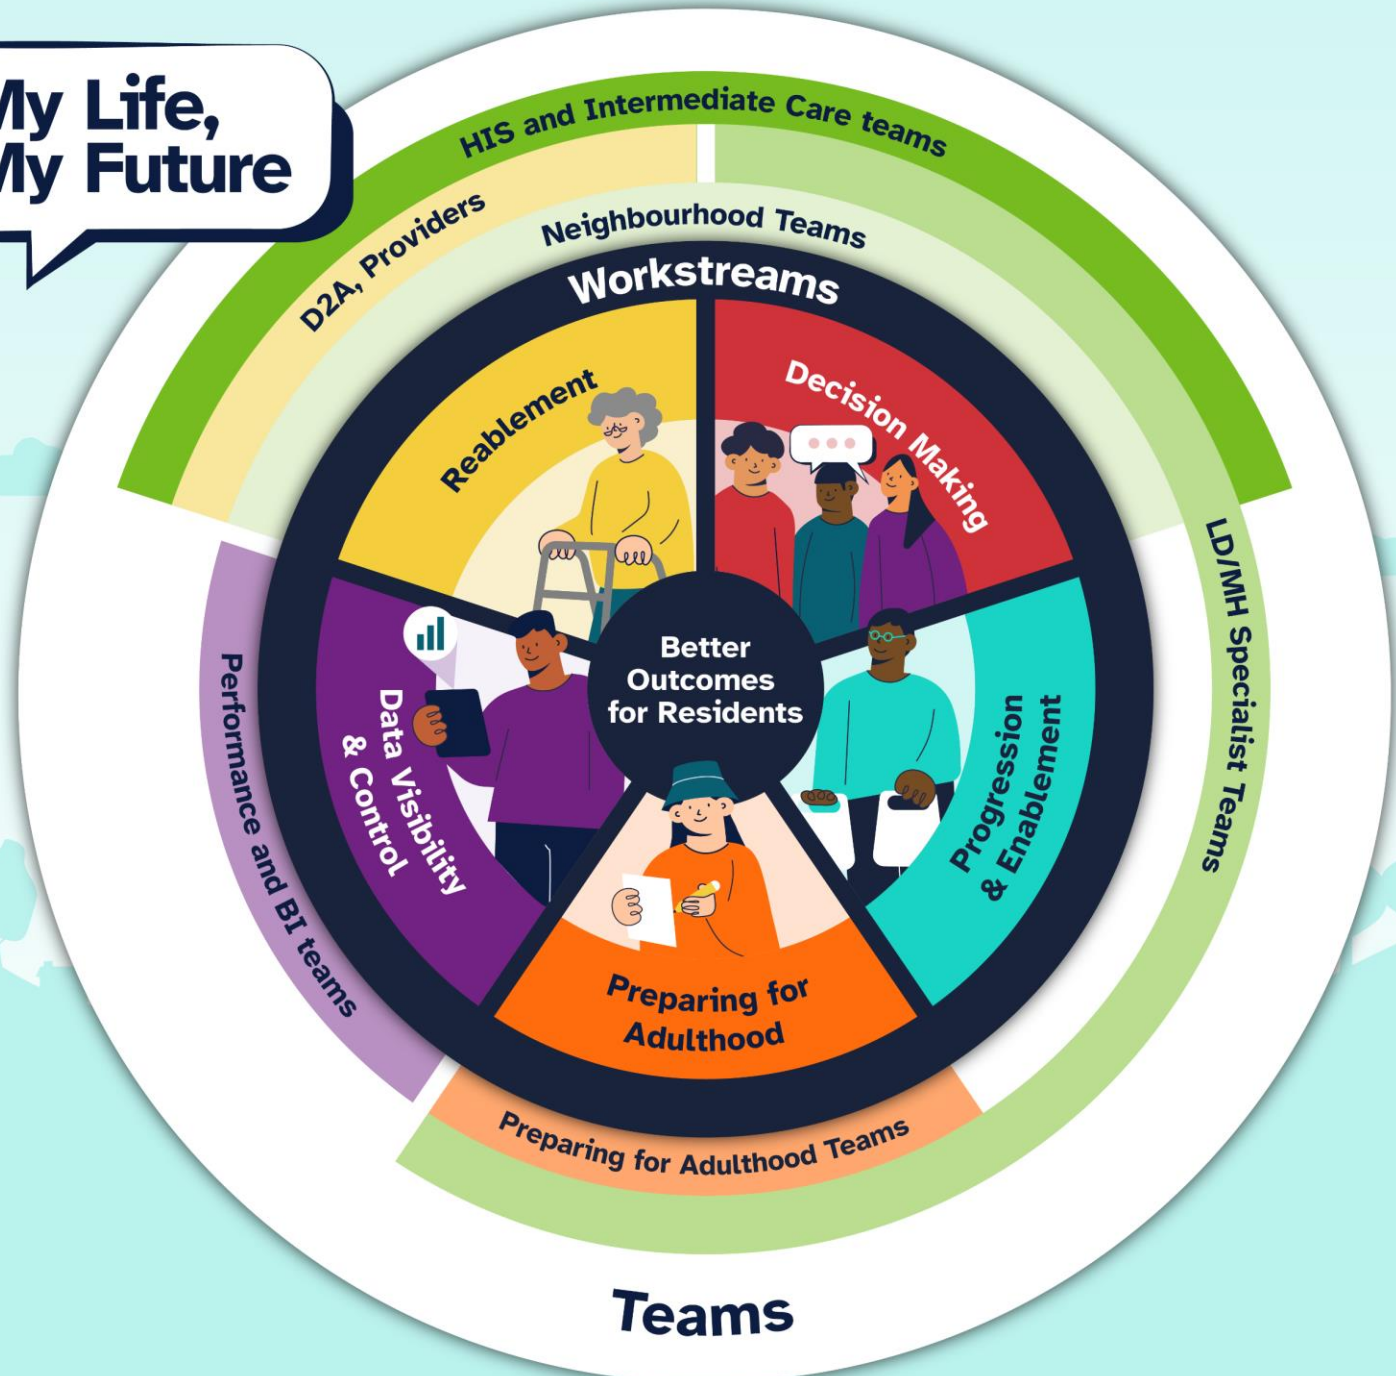 My Life,
My Future
HIS and Intermediate Care teams
D2A, Providers
Neighbourhood Teams
Workstreams
Reablement
Decision Making
LD/MH Specialist Teams
Better
Outcomes
for Residents
Performance and BI teams
Data Visibility
& Control
Progression
& Enablement
Preparing for
Adulthood
Preparing for Adulthood Teams
Teams